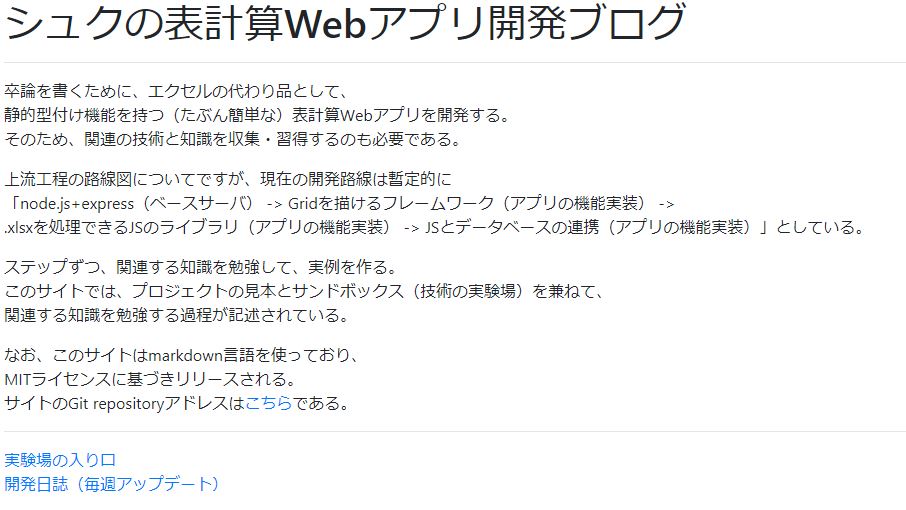 シュクの表計算Webアプリ開発ブログ
卒論を書くために、エクセルの代わり品として、
静的型付け機能を持つ（たぶん簡単な）表計算Webアプリを開発する。
そのため、関連の技術と知識を収集・習得するのも必要である。
上流工程の路線図についてですが、現在の開発路線は暫定的に
「node.js+express（ベースサーバ） -> Gridを描けるフレームワーク（アプリの機能実装） ->
.xlsxを処理できるJSのライブラリ（アプリの機能実装） -> JSとデータベースの連携（アプリの機能実装）」としている。
ステップずつ、関連する知識を勉強して、実例を作る。
このサイトでは、プロジェクトの見本とサンドボックス（技術の実験場）を兼ねて、
関連する知識を勉強する過程が記述されている。
なお、このサイトはmarkdown言語を使っており、
MITライセンスに基づきリリースされる。
サイトのGit repositoryアドレスはこちらである。
実験場の入り口
開発日誌（毎週アップデート）